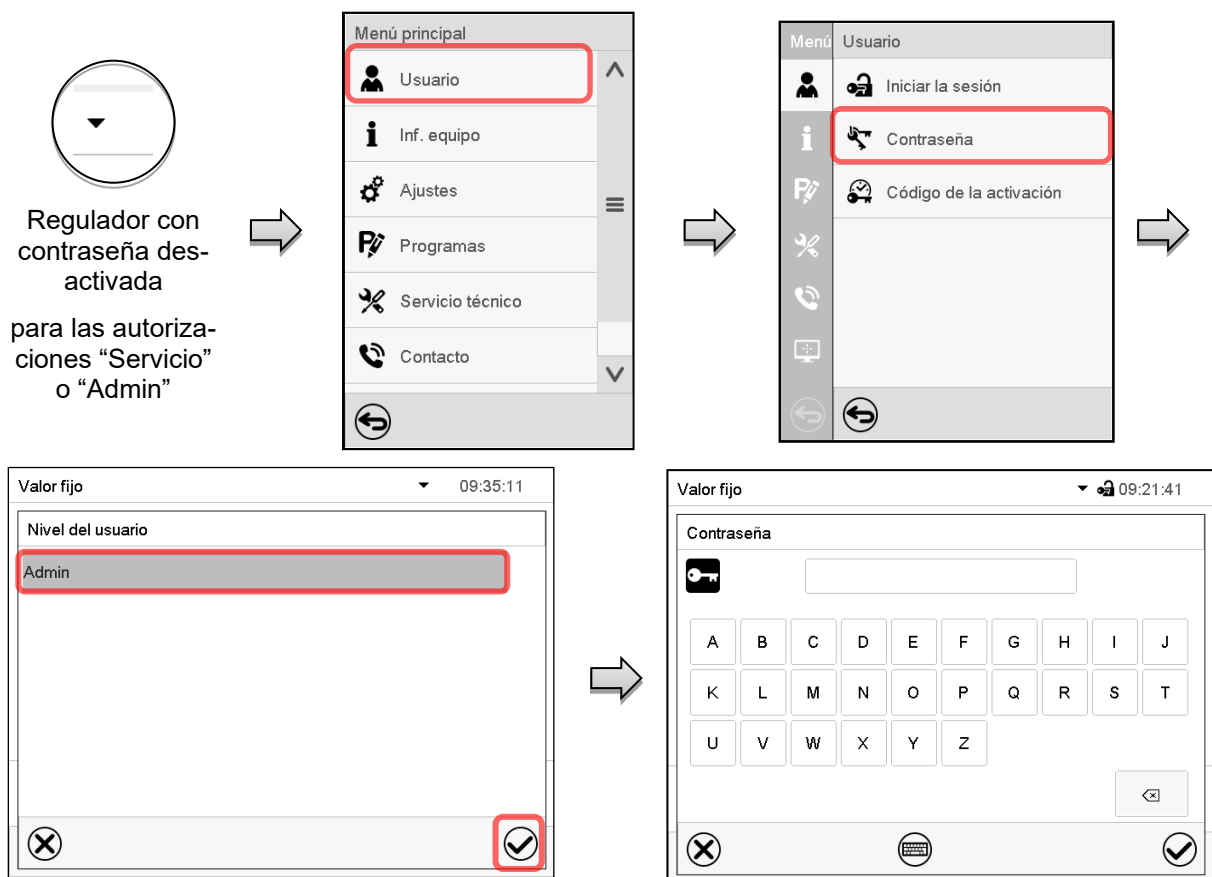 Regulador con
contraseña des-
activada
para las autoriza-
ciones “Servicio”
o “Admin”
Menú principal
Usuario
Inf. equipo
Ajustes
Programas
Servicio técnico
Contacto
Menú
Usuario
Iniciar la sesión
Contraseña
Código de la activación
Valor fijo 09:35:11
Nivel del usuario
Admin
Valor fijo 09:21:41
Contraseña
A B C D E F G H I J
K L M N O P Q R S T
U V W X Y Z